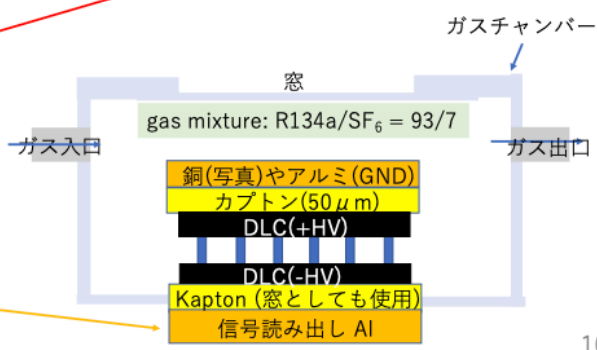 ガスチャンバー
窓
gas mixture: R134a/SF₆ = 93/7
ガス入口
ガス出口
銅(写真)やアルミ(GND)
カプトン(50μm)
DLC(+HV)
DLC(-HV)
Kapton (窓としても使用)
信号読み出し Al